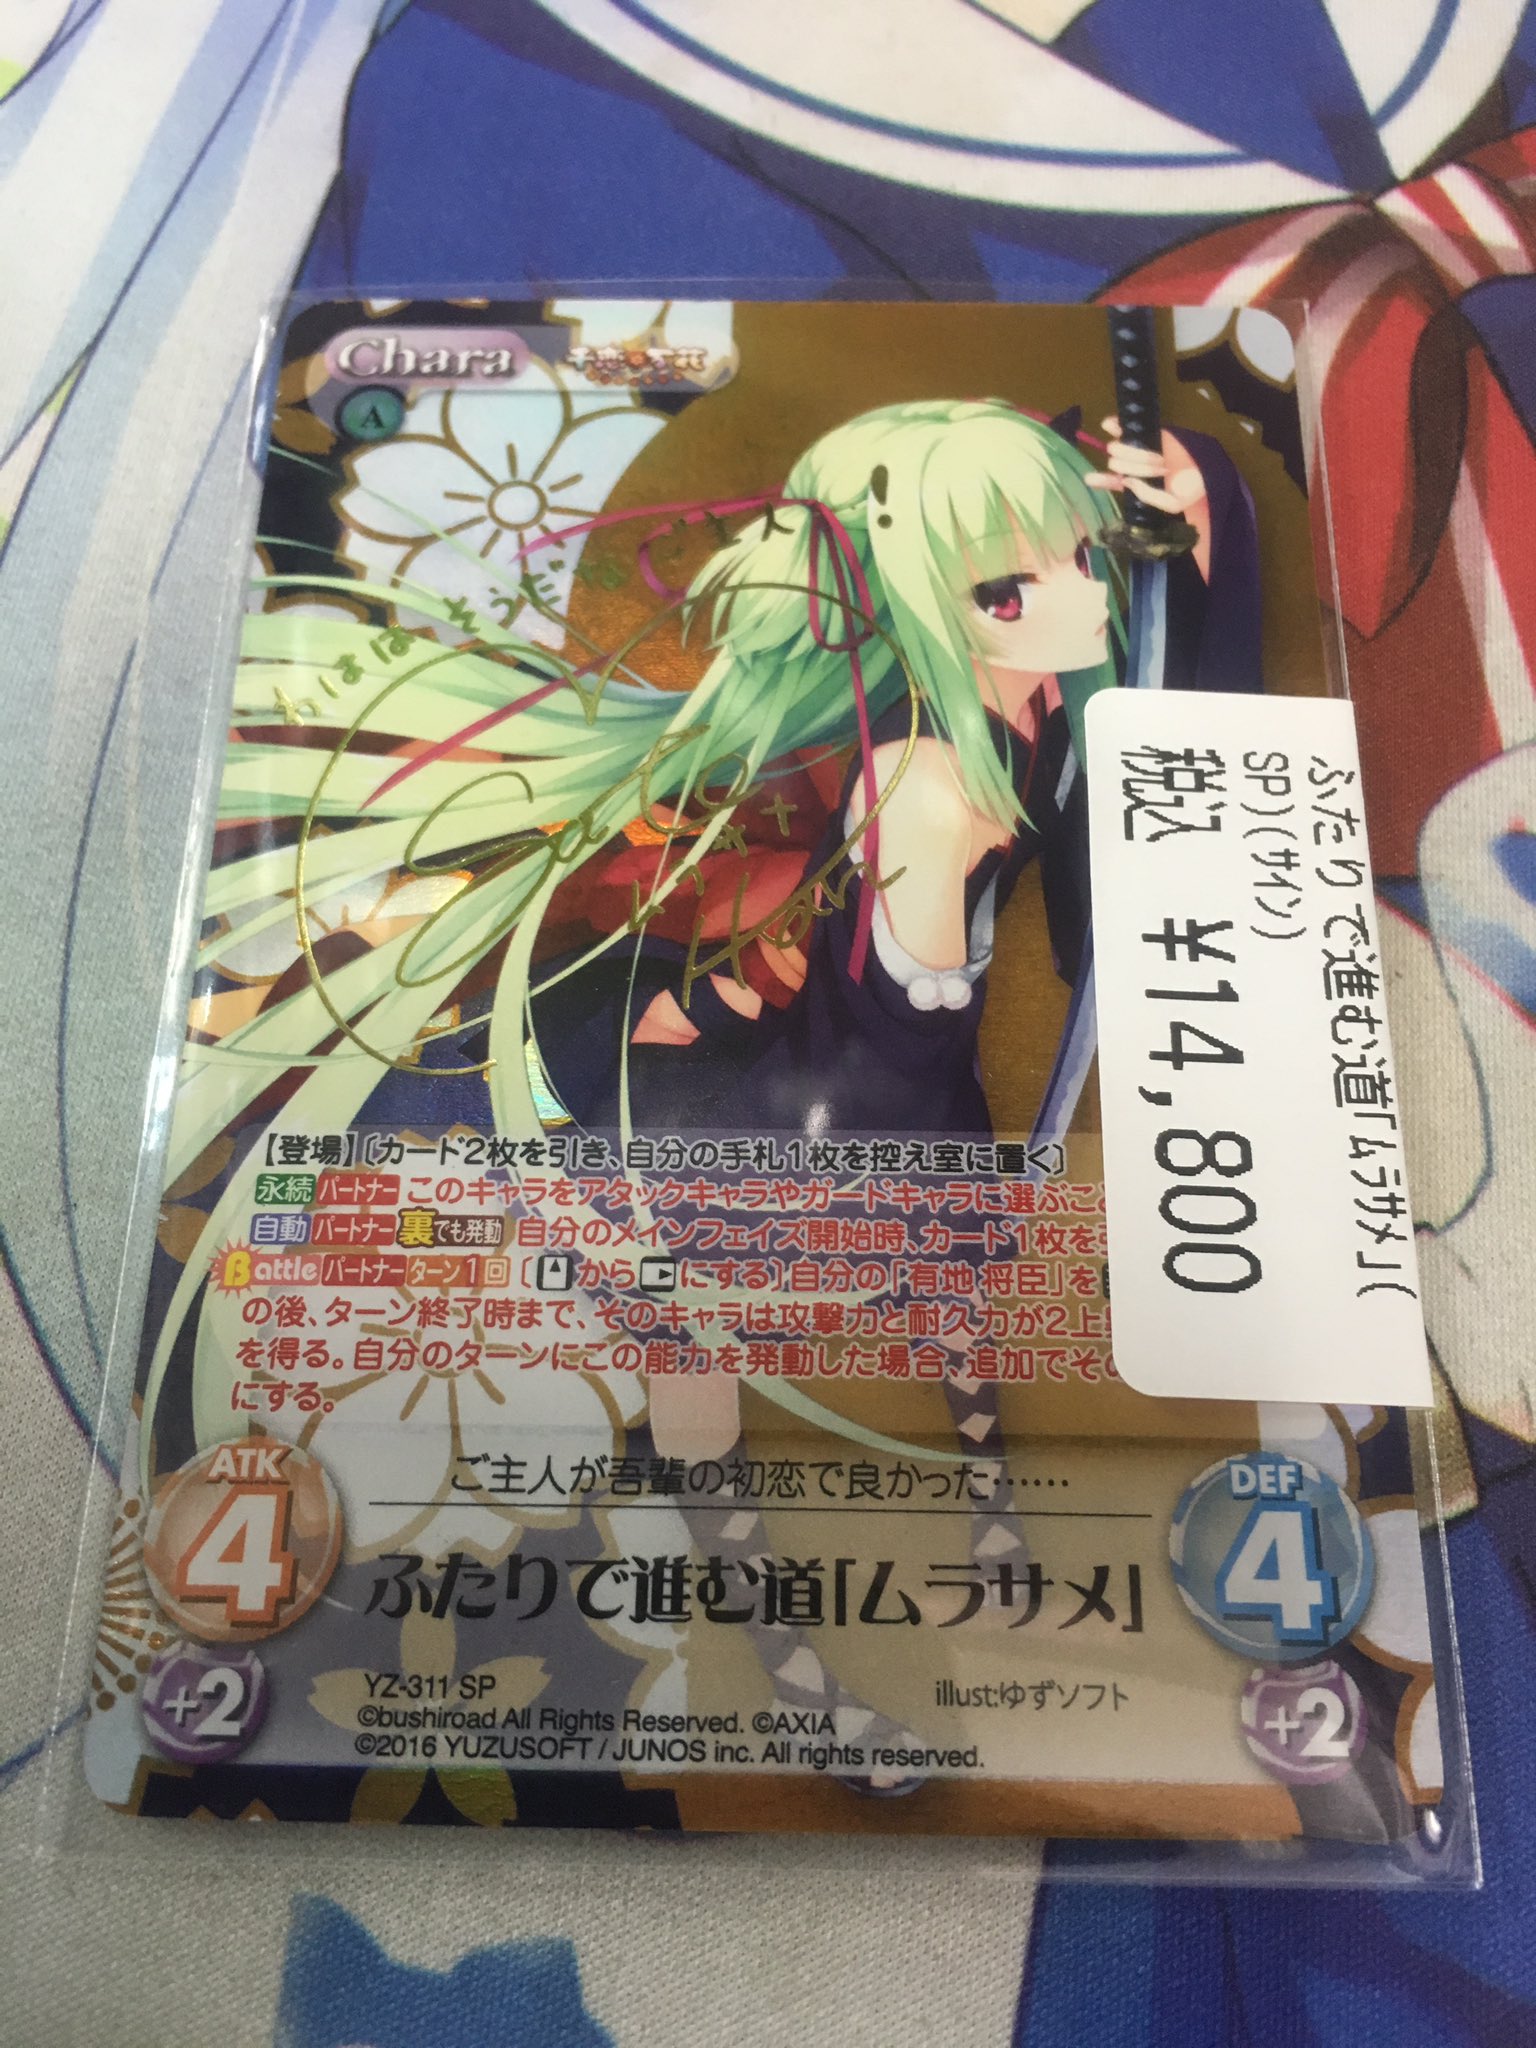 Chara
千恋*万花
A
わはは そうだな ご主人!
【登場】〔カード2枚を引き、自分の手札1枚を控え室に置く〕
永続 パートナー このキャラをアタックキャラやガードキャラに選ぶこと
自動 パートナー 裏でも発動 自分のメインフェイズ開始時、カード1枚を引
Battle パートナー ターン1回 〔から にする〕自分の「有地 将臣」を
の後、ターン終了時まで、そのキャラは攻撃力と耐久力が2上昇
を得る。自分のターンにこの能力を発動した場合、追加でその
にする。
ATK
4
+2
ご主人が吾輩の初恋で良かった……
ふたりで進む道「ムラサメ」
DEF
4
+2
YZ-311 SP
illust:ゆずソフト
©bushiroad All Rights Reserved. ©AXIA
©2016 YUZUSOFT / JUNOS inc. All rights reserved.
ふたりで進む道「ムラサメ」(
SP)(サイン)
税込 ¥14,800